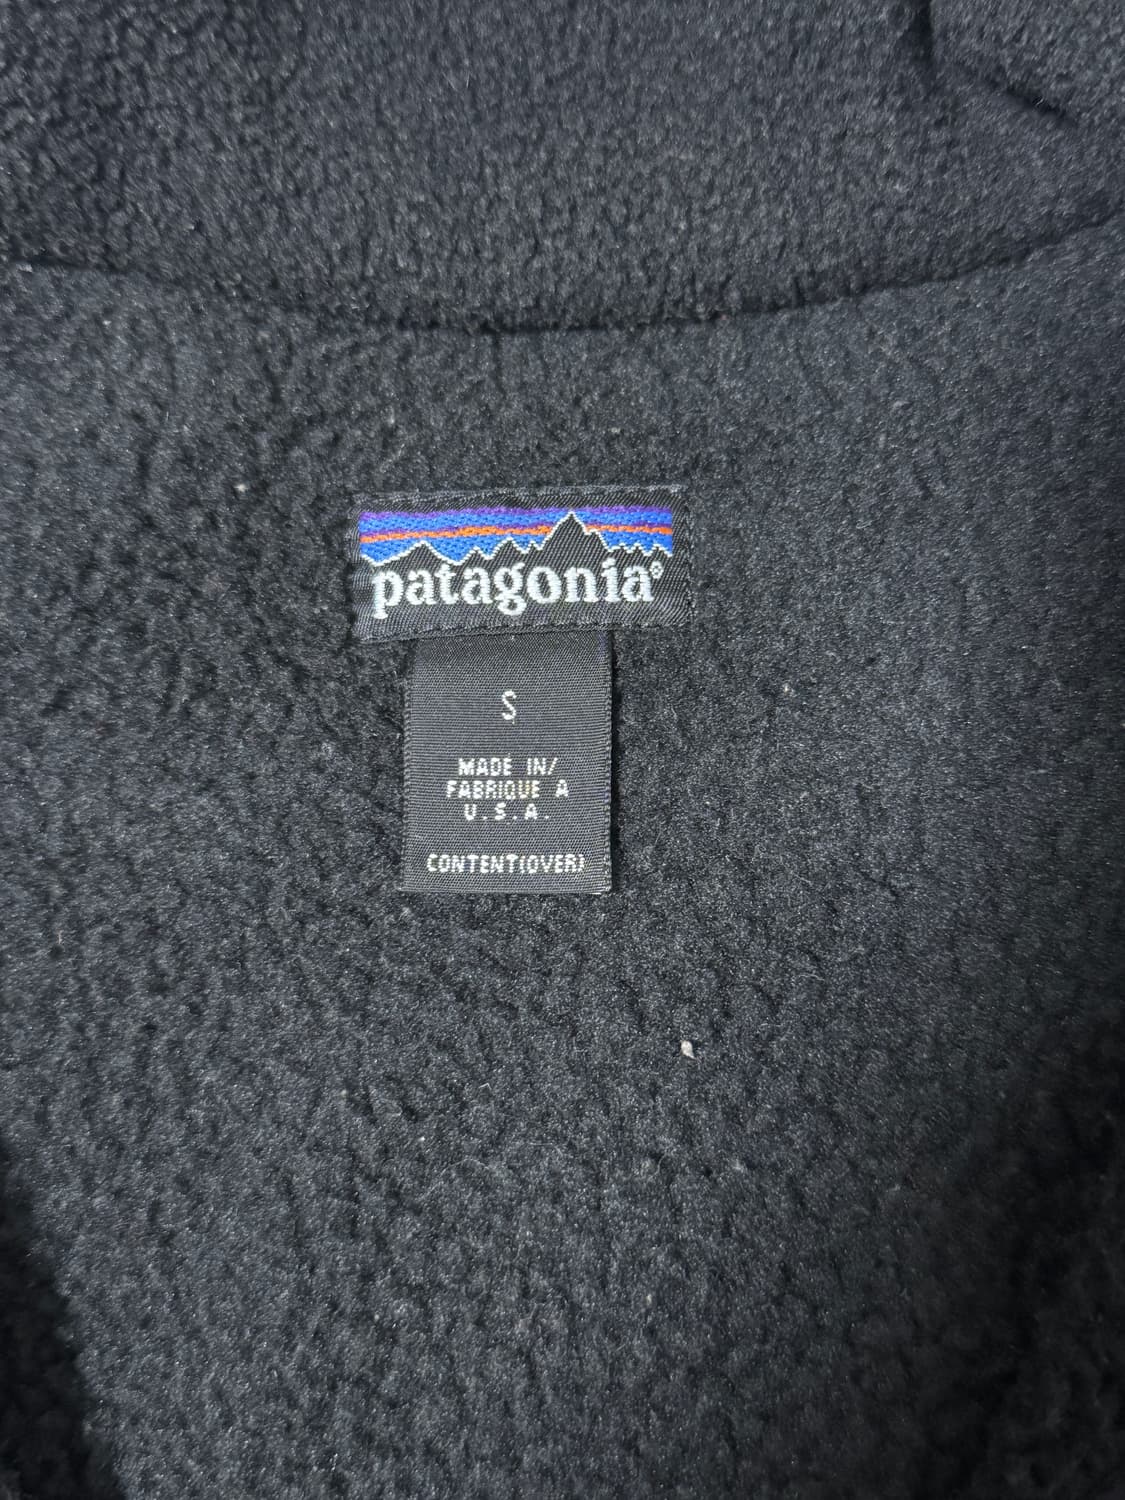 patagonia®
S
MADE IN/
FABRIQUE A
U.S.A.
CONTENT(OVER)